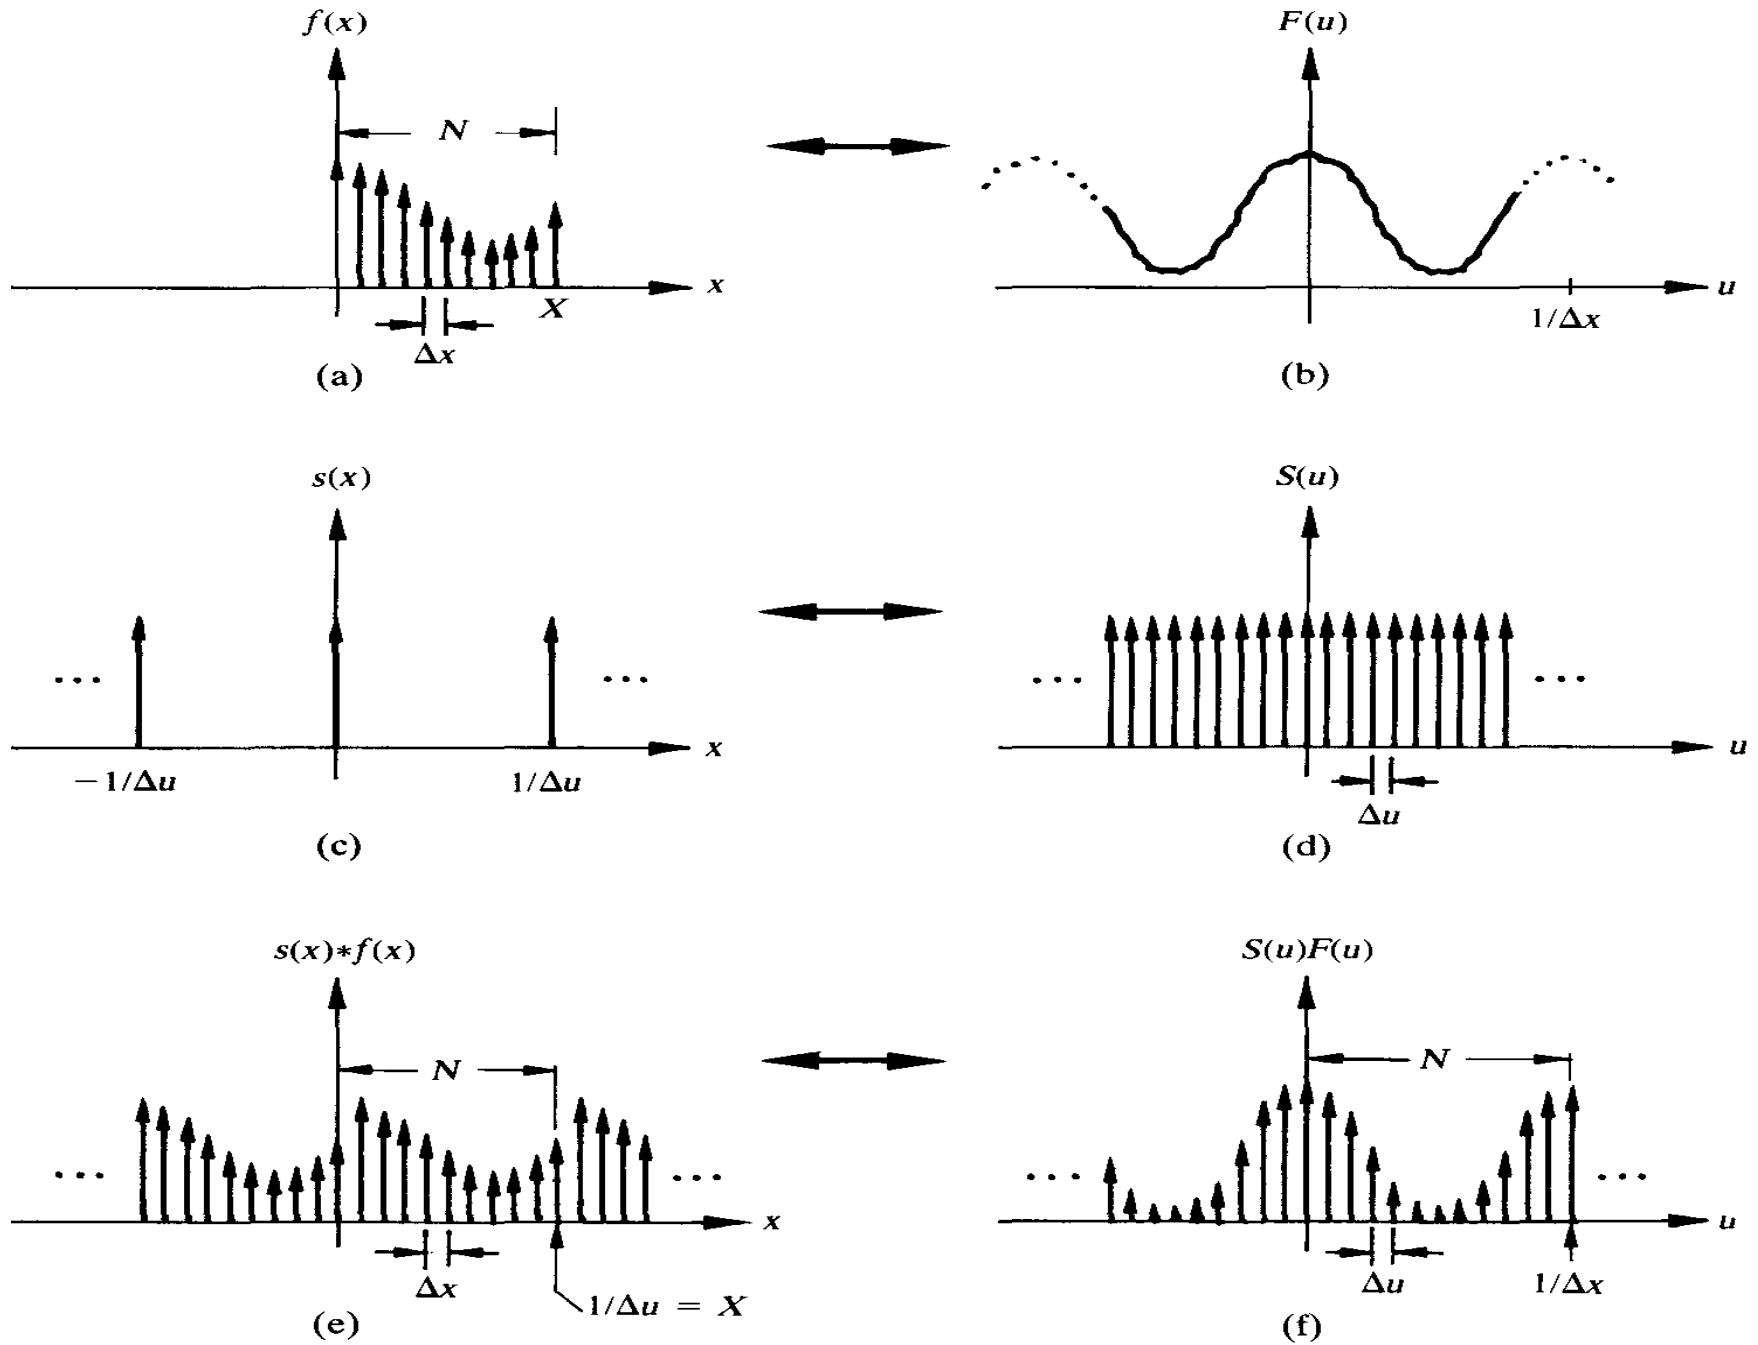 f(x)
N
x
X
Δx
(a)
F(u)
u
1/Δx
(b)
s(x)
...
...
x
−1/Δu
1/Δu
(c)
S(u)
...
...
u
Δu
(d)
s(x)*f(x)
N
...
...
x
Δx
1/Δu = X
(e)
S(u)F(u)
N
...
...
u
Δu
1/Δx
(f)